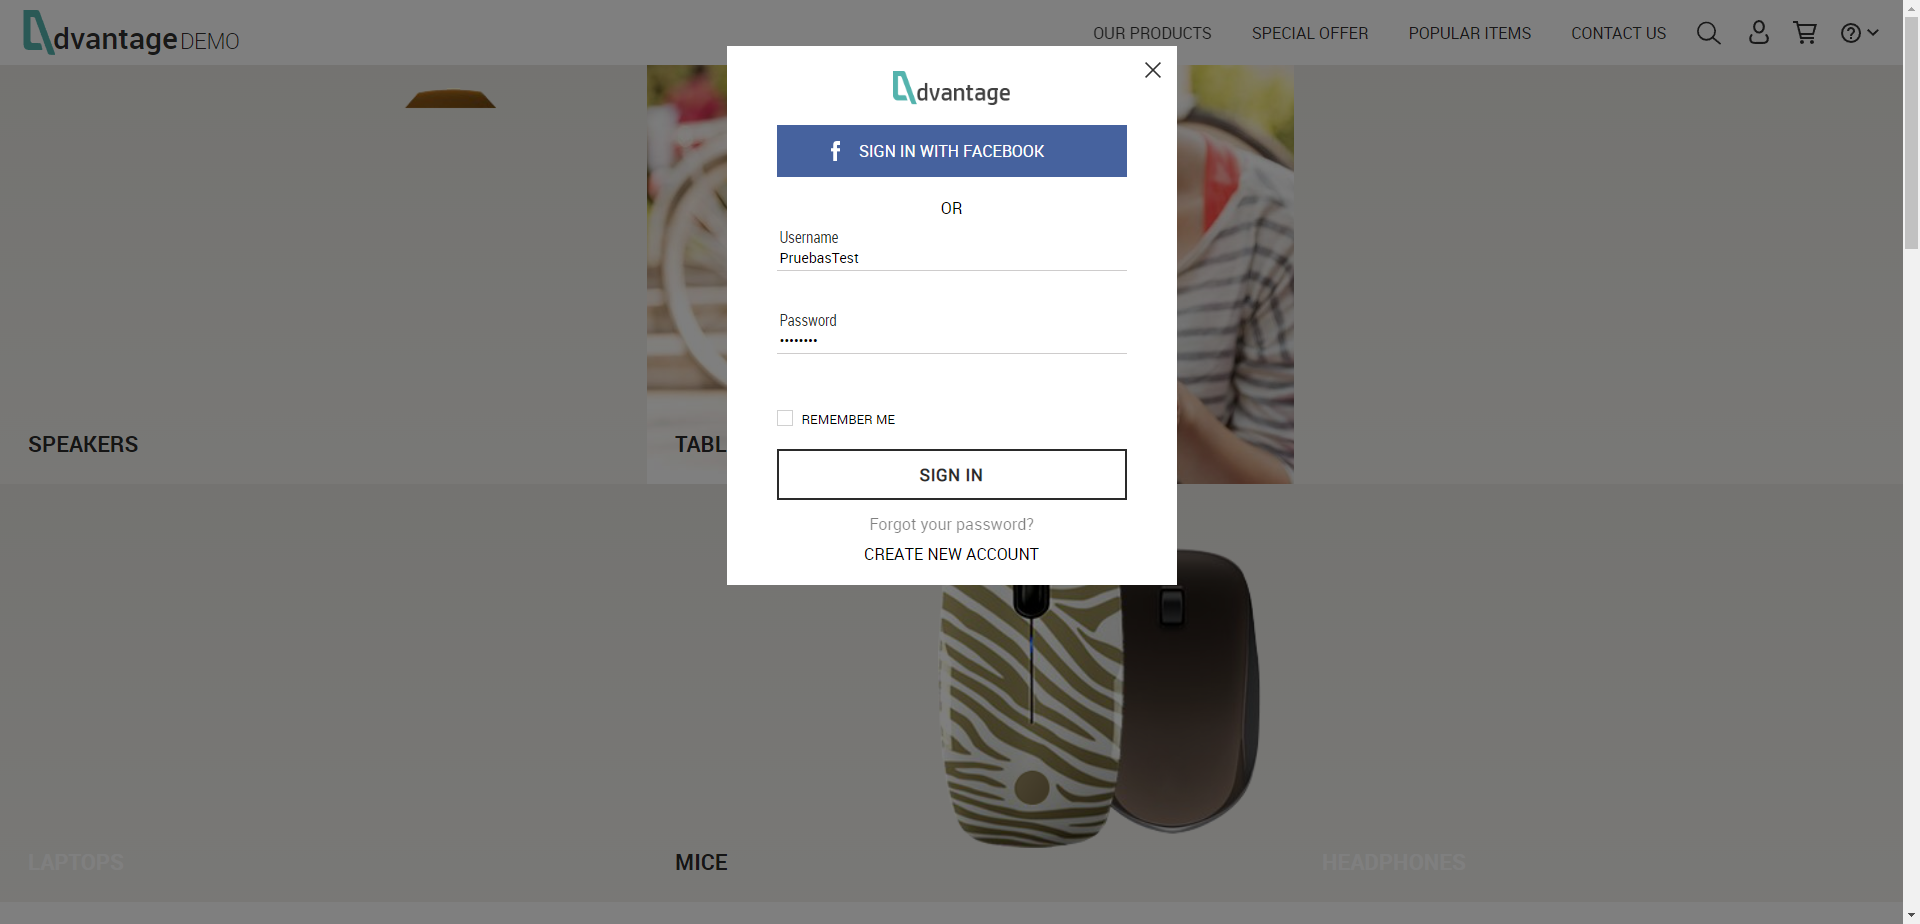 dvantage DEMO
OUR PRODUCTS SPECIAL OFFER POPULAR ITEMS CONTACT US
dvantage
SIGN IN WITH FACEBOOK
OR
Username
PruebasTest
Password
••••••••
REMEMBER ME
SIGN IN
Forgot your password?
CREATE NEW ACCOUNT
SPEAKERS
TABL
LAPTOPS
MICE
HEADPHONES